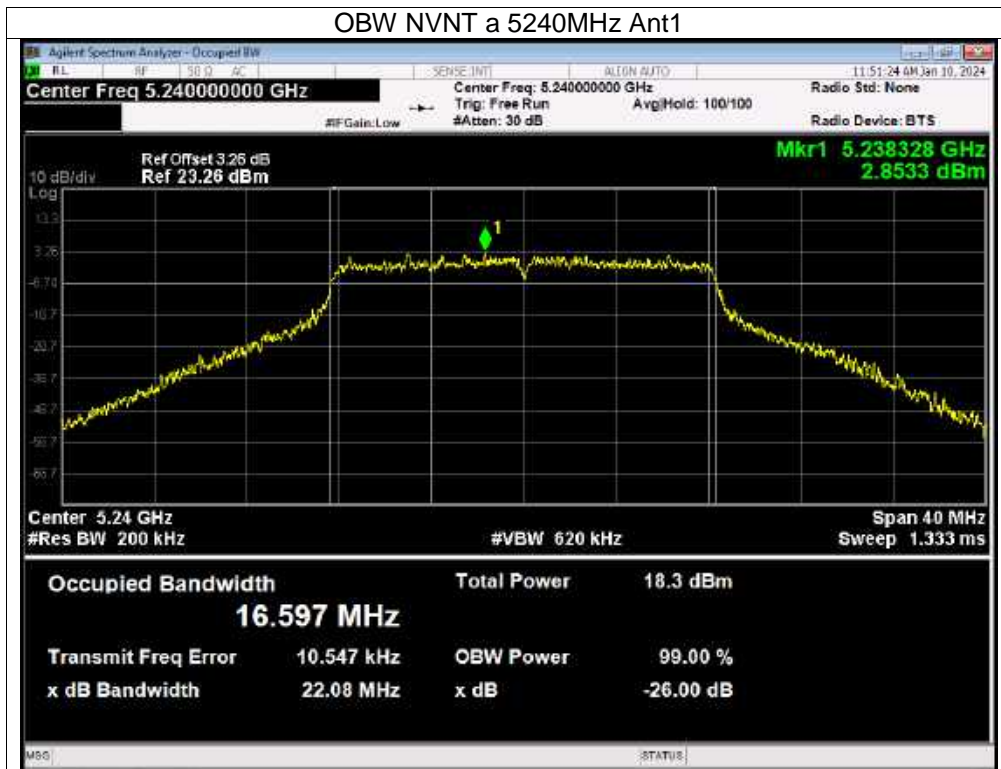 OBW NVNT a 5240MHz Ant1
Agilent Spectrum Analyzer - Occupied BW
RL RF 50 Ω AC SENSE:INT ALIGN AUTO 11:51:24 AM Jan 10, 2024
Center Freq 5.240000000 GHz Center Freq: 5.240000000 GHz Radio Std: None
Trig: Free Run Avg|Hold: 100/100
#IFGain:Low #Atten: 30 dB Radio Device: BTS
Ref Offset 3.26 dB Mkr1 5.238328 GHz
10 dB/div Ref 23.26 dBm 2.8533 dBm
Log
13.3
3.26
1
-6.74
-16.7
-26.7
-36.7
-46.7
-56.7
-66.7
Center 5.24 GHz Span 40 MHz
#Res BW 200 kHz #VBW 620 kHz Sweep 1.333 ms
Occupied Bandwidth Total Power 18.3 dBm
16.597 MHz
Transmit Freq Error 10.547 kHz OBW Power 99.00 %
x dB Bandwidth 22.08 MHz x dB -26.00 dB
MSG STATUS